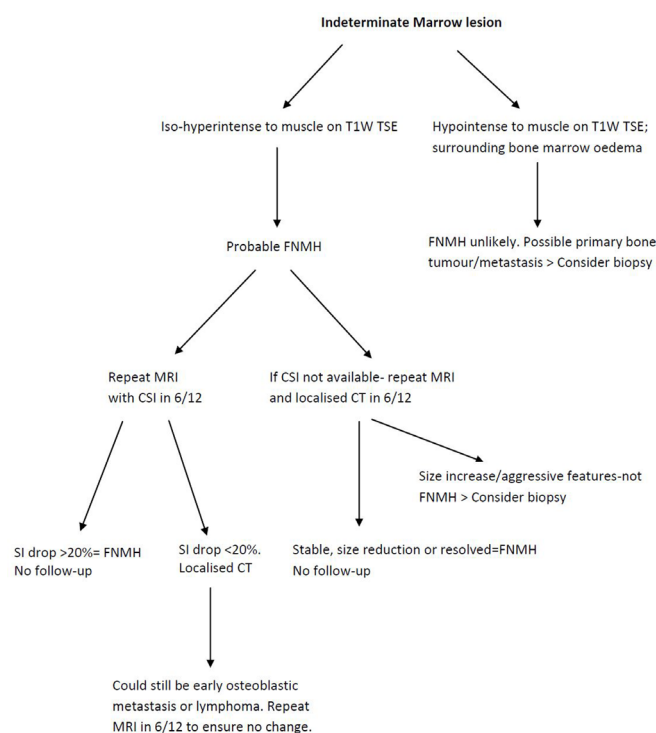 Indeterminate Marrow lesion
Iso-hyperintense to muscle on T1W TSE
Hypointense to muscle on T1W TSE;
surrounding bone marrow oedema
Probable FNMH
FNMH unlikely. Possible primary bone
tumour/metastasis > Consider biopsy
Repeat MRI
with CSI in 6/12
If CSI not available- repeat MRI
and localised CT in 6/12
Size increase/aggressive features-not
FNMH > Consider biopsy
SI drop >20%= FNMH
No follow-up
SI drop <20%.
Localised CT
Stable, size reduction or resolved=FNMH
No follow-up
Could still be early osteoblastic
metastasis or lymphoma. Repeat
MRI in 6/12 to ensure no change.